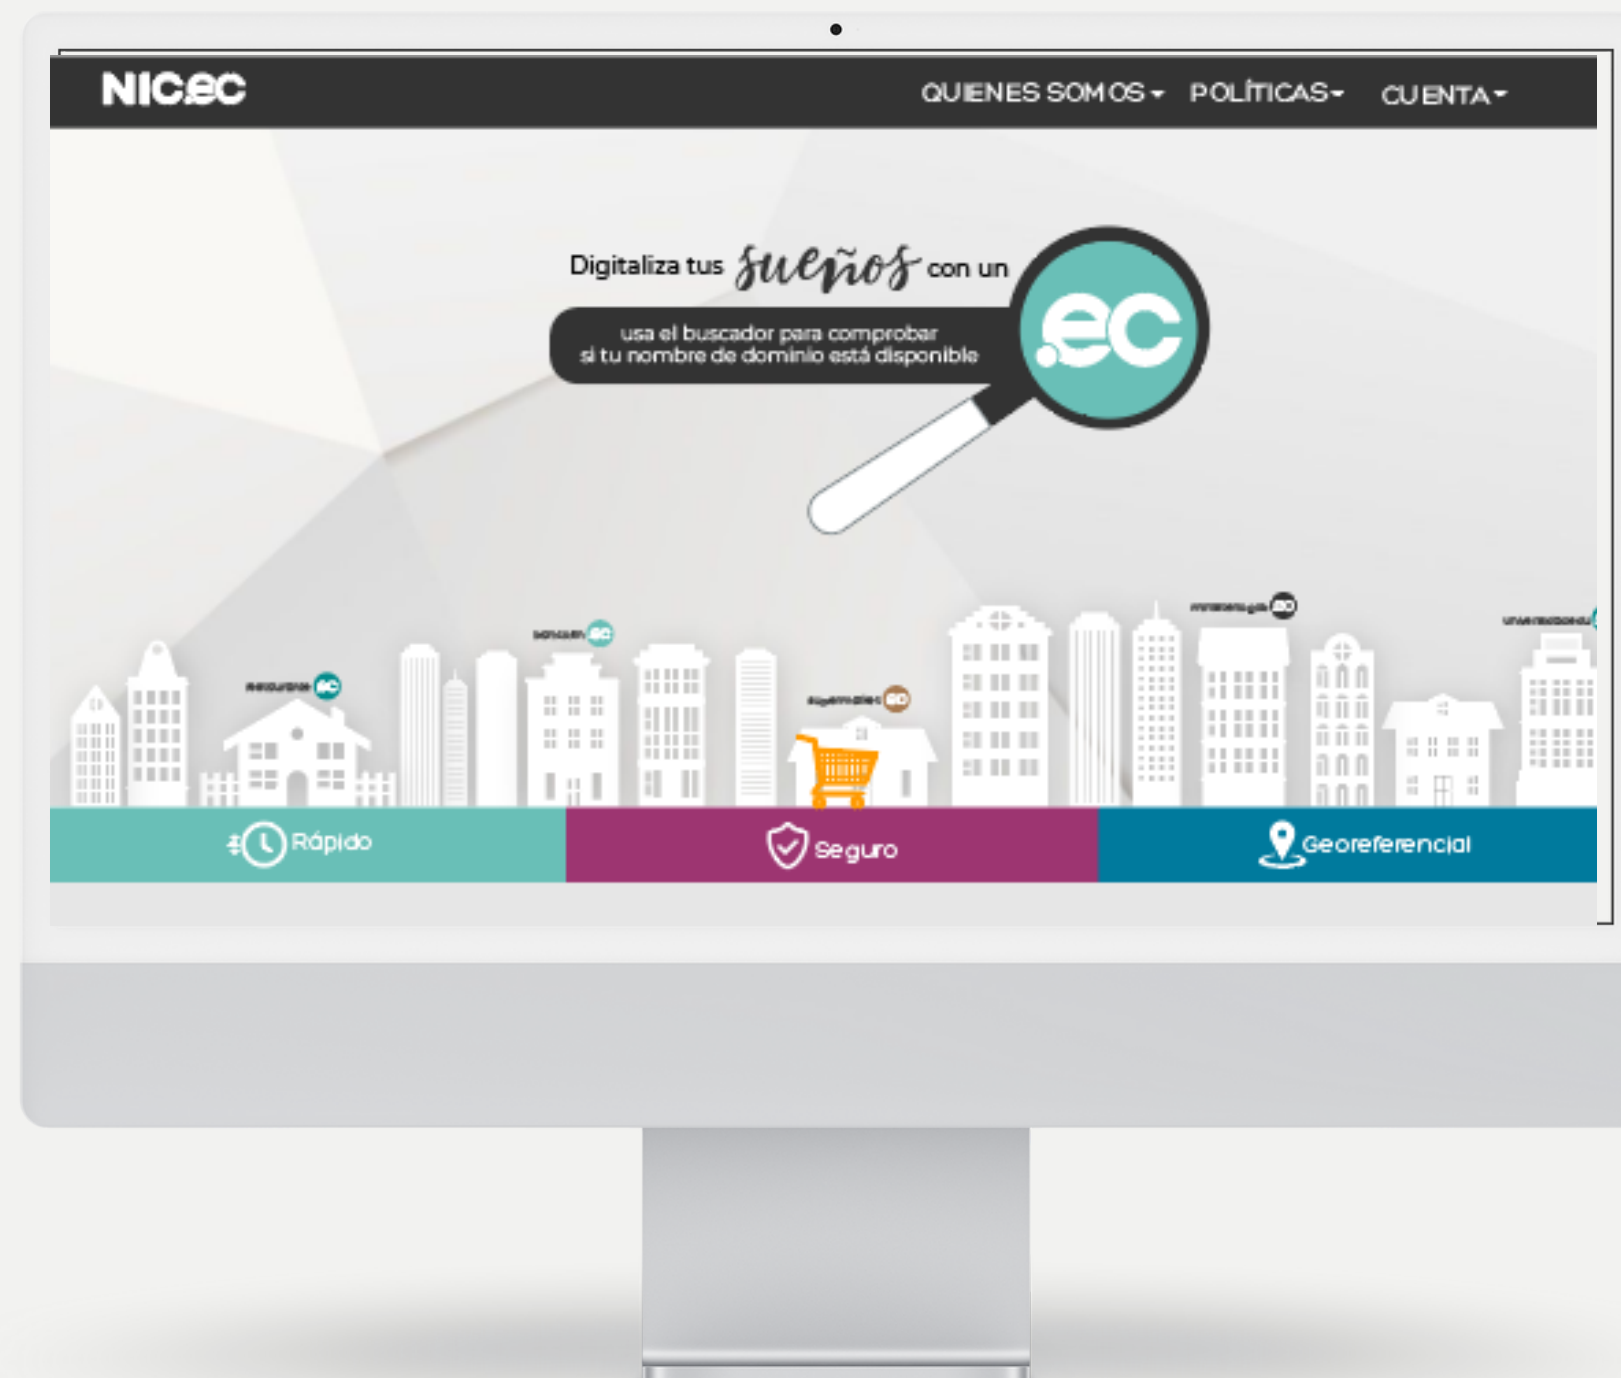 NIC.ec
QUIENES SOMOS
POLÍTICAS
CUENTA
Digitaliza tus sueños con un
.ec
usa el buscador para comprobar
si tu nombre de dominio está disponible
Rápido
Seguro
Georeferencial